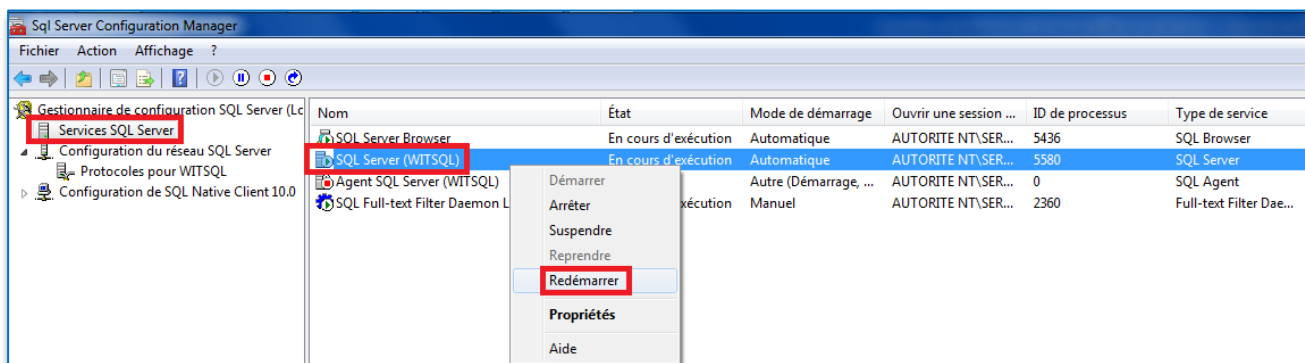 Sql Server Configuration Manager
Fichier Action Affichage ?
Gestionnaire de configuration SQL Server (Lc
Services SQL Server
Configuration du réseau SQL Server
Protocoles pour WITSQL
Configuration de SQL Native Client 10.0
Nom État Mode de démarrage Ouvrir une session ... ID de processus Type de service
SQL Server Browser En cours d'exécution Automatique AUTORITE NT\SER... 5436 SQL Browser
SQL Server (WITSQL) En cours d'exécution Automatique AUTORITE NT\SER... 5580 SQL Server
Agent SQL Server (WITSQL) Autre (Démarrage, ... AUTORITE NT\SER... 0 SQL Agent
SQL Full-text Filter Daemon L xécution Manuel AUTORITE NT\SER... 2360 Full-text Filter Dae...
Démarrer
Arrêter
Suspendre
Reprendre
Redémarrer
Propriétés
Aide